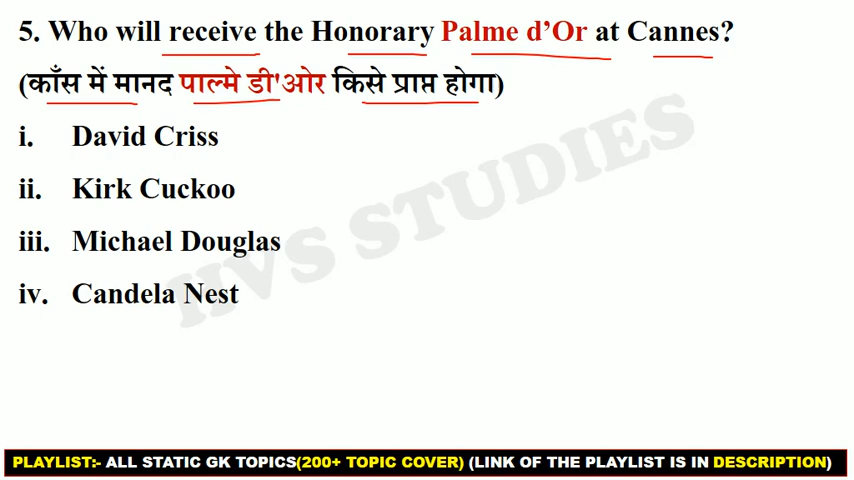 5. Who will receive the Honorary Palme d’Or at Cannes?
(काँस में मानद पाल्मे डी'ओर किसे प्राप्त होगा)
i. David Criss
ii. Kirk Cuckoo
iii. Michael Douglas
iv. Candela Nest
IIVS STUDIES
PLAYLIST:- ALL STATIC GK TOPICS(200+ TOPIC COVER) (LINK OF THE PLAYLIST IS IN DESCRIPTION)